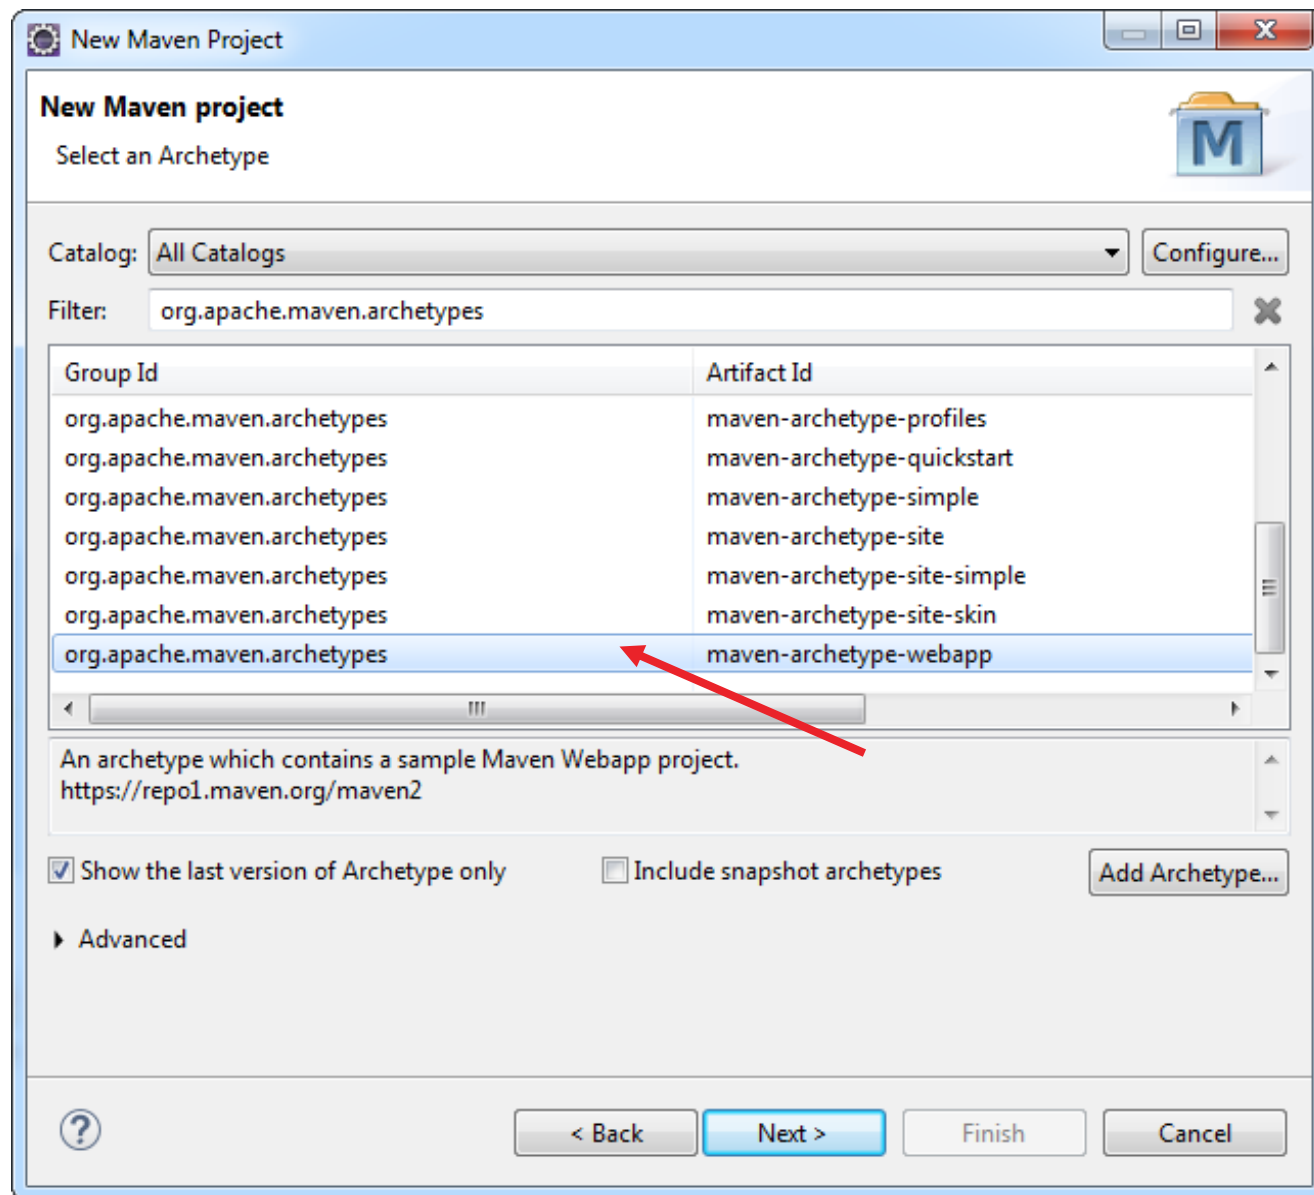 New Maven Project
New Maven project
Select an Archetype
M
Catalog: All Catalogs Configure...
Filter: org.apache.maven.archetypes
Group Id Artifact Id
org.apache.maven.archetypes maven-archetype-profiles
org.apache.maven.archetypes maven-archetype-quickstart
org.apache.maven.archetypes maven-archetype-simple
org.apache.maven.archetypes maven-archetype-site
org.apache.maven.archetypes maven-archetype-site-simple
org.apache.maven.archetypes maven-archetype-site-skin
org.apache.maven.archetypes maven-archetype-webapp
An archetype which contains a sample Maven Webapp project.
https://repo1.maven.org/maven2
Show the last version of Archetype only Include snapshot archetypes Add Archetype...
Advanced
? < Back Next > Finish Cancel